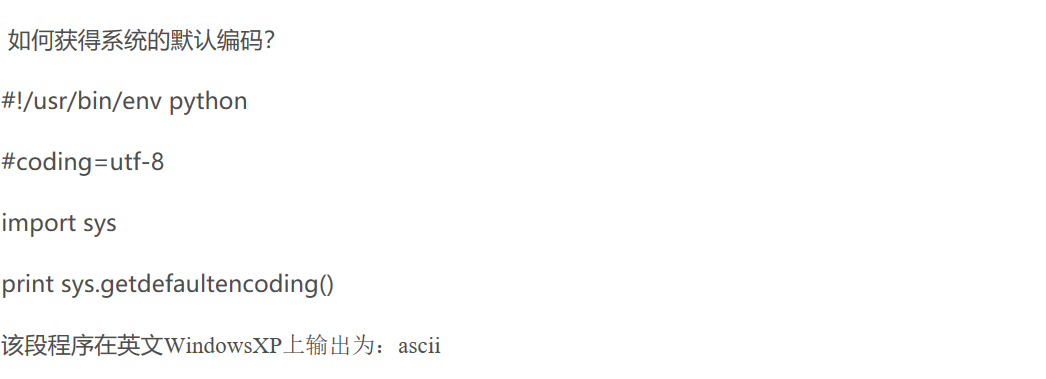 如何获得系统的默认编码？
#!/usr/bin/env python
#coding=utf-8
import sys
print sys.getdefaultencoding()
该段程序在英文WindowsXP上输出为：ascii